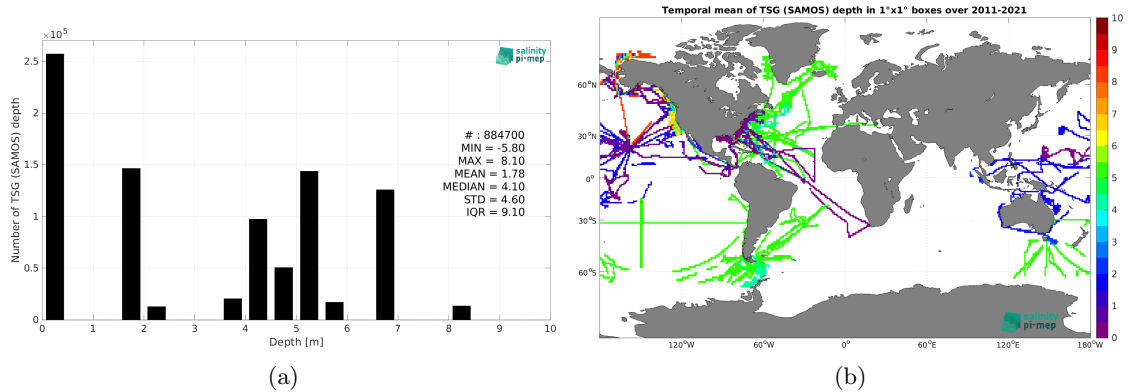 ×10⁵
2.5
2
1.5
1
0.5
0
Number of TSG (SAMOS) depth
salinity
pi-mep
# : 884700
MIN = -5.80
MAX = 8.10
MEAN = 1.78
MEDIAN = 4.10
STD = 4.60
IQR = 9.10
0 1 2 3 4 5 6 7 8 9 10
Depth [m]
(a)
Temporal mean of TSG (SAMOS) depth in 1°x1° boxes over 2011-2021
60°N
30°N
0°
30°S
60°S
120°W 60°W 0° 60°E 120°E 180°W
salinity
pi-mep
10
9
8
7
6
5
4
3
2
1
0
(b)